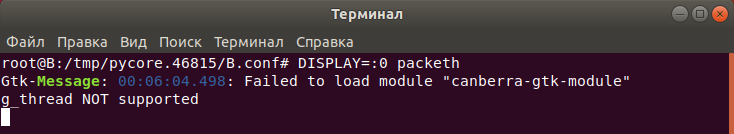 Терминал
Файл Правка Вид Поиск Терминал Справка
root@B:/tmp/pycore.46815/B.conf# DISPLAY=:0 packeth
Gtk-Message: 00:06:04.498: Failed to load module "canberra-gtk-module"
g_thread NOT supported